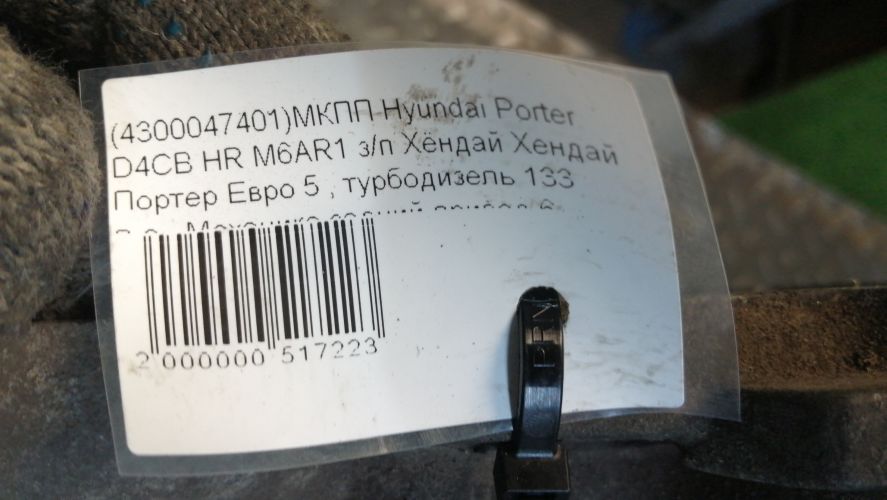 (4300047401)МКПП Hyundai Porter
D4CB HR M6AR1 з/п Хёндай Хендай
Портер Евро 5 , турбодизель 133
2 000000 517223